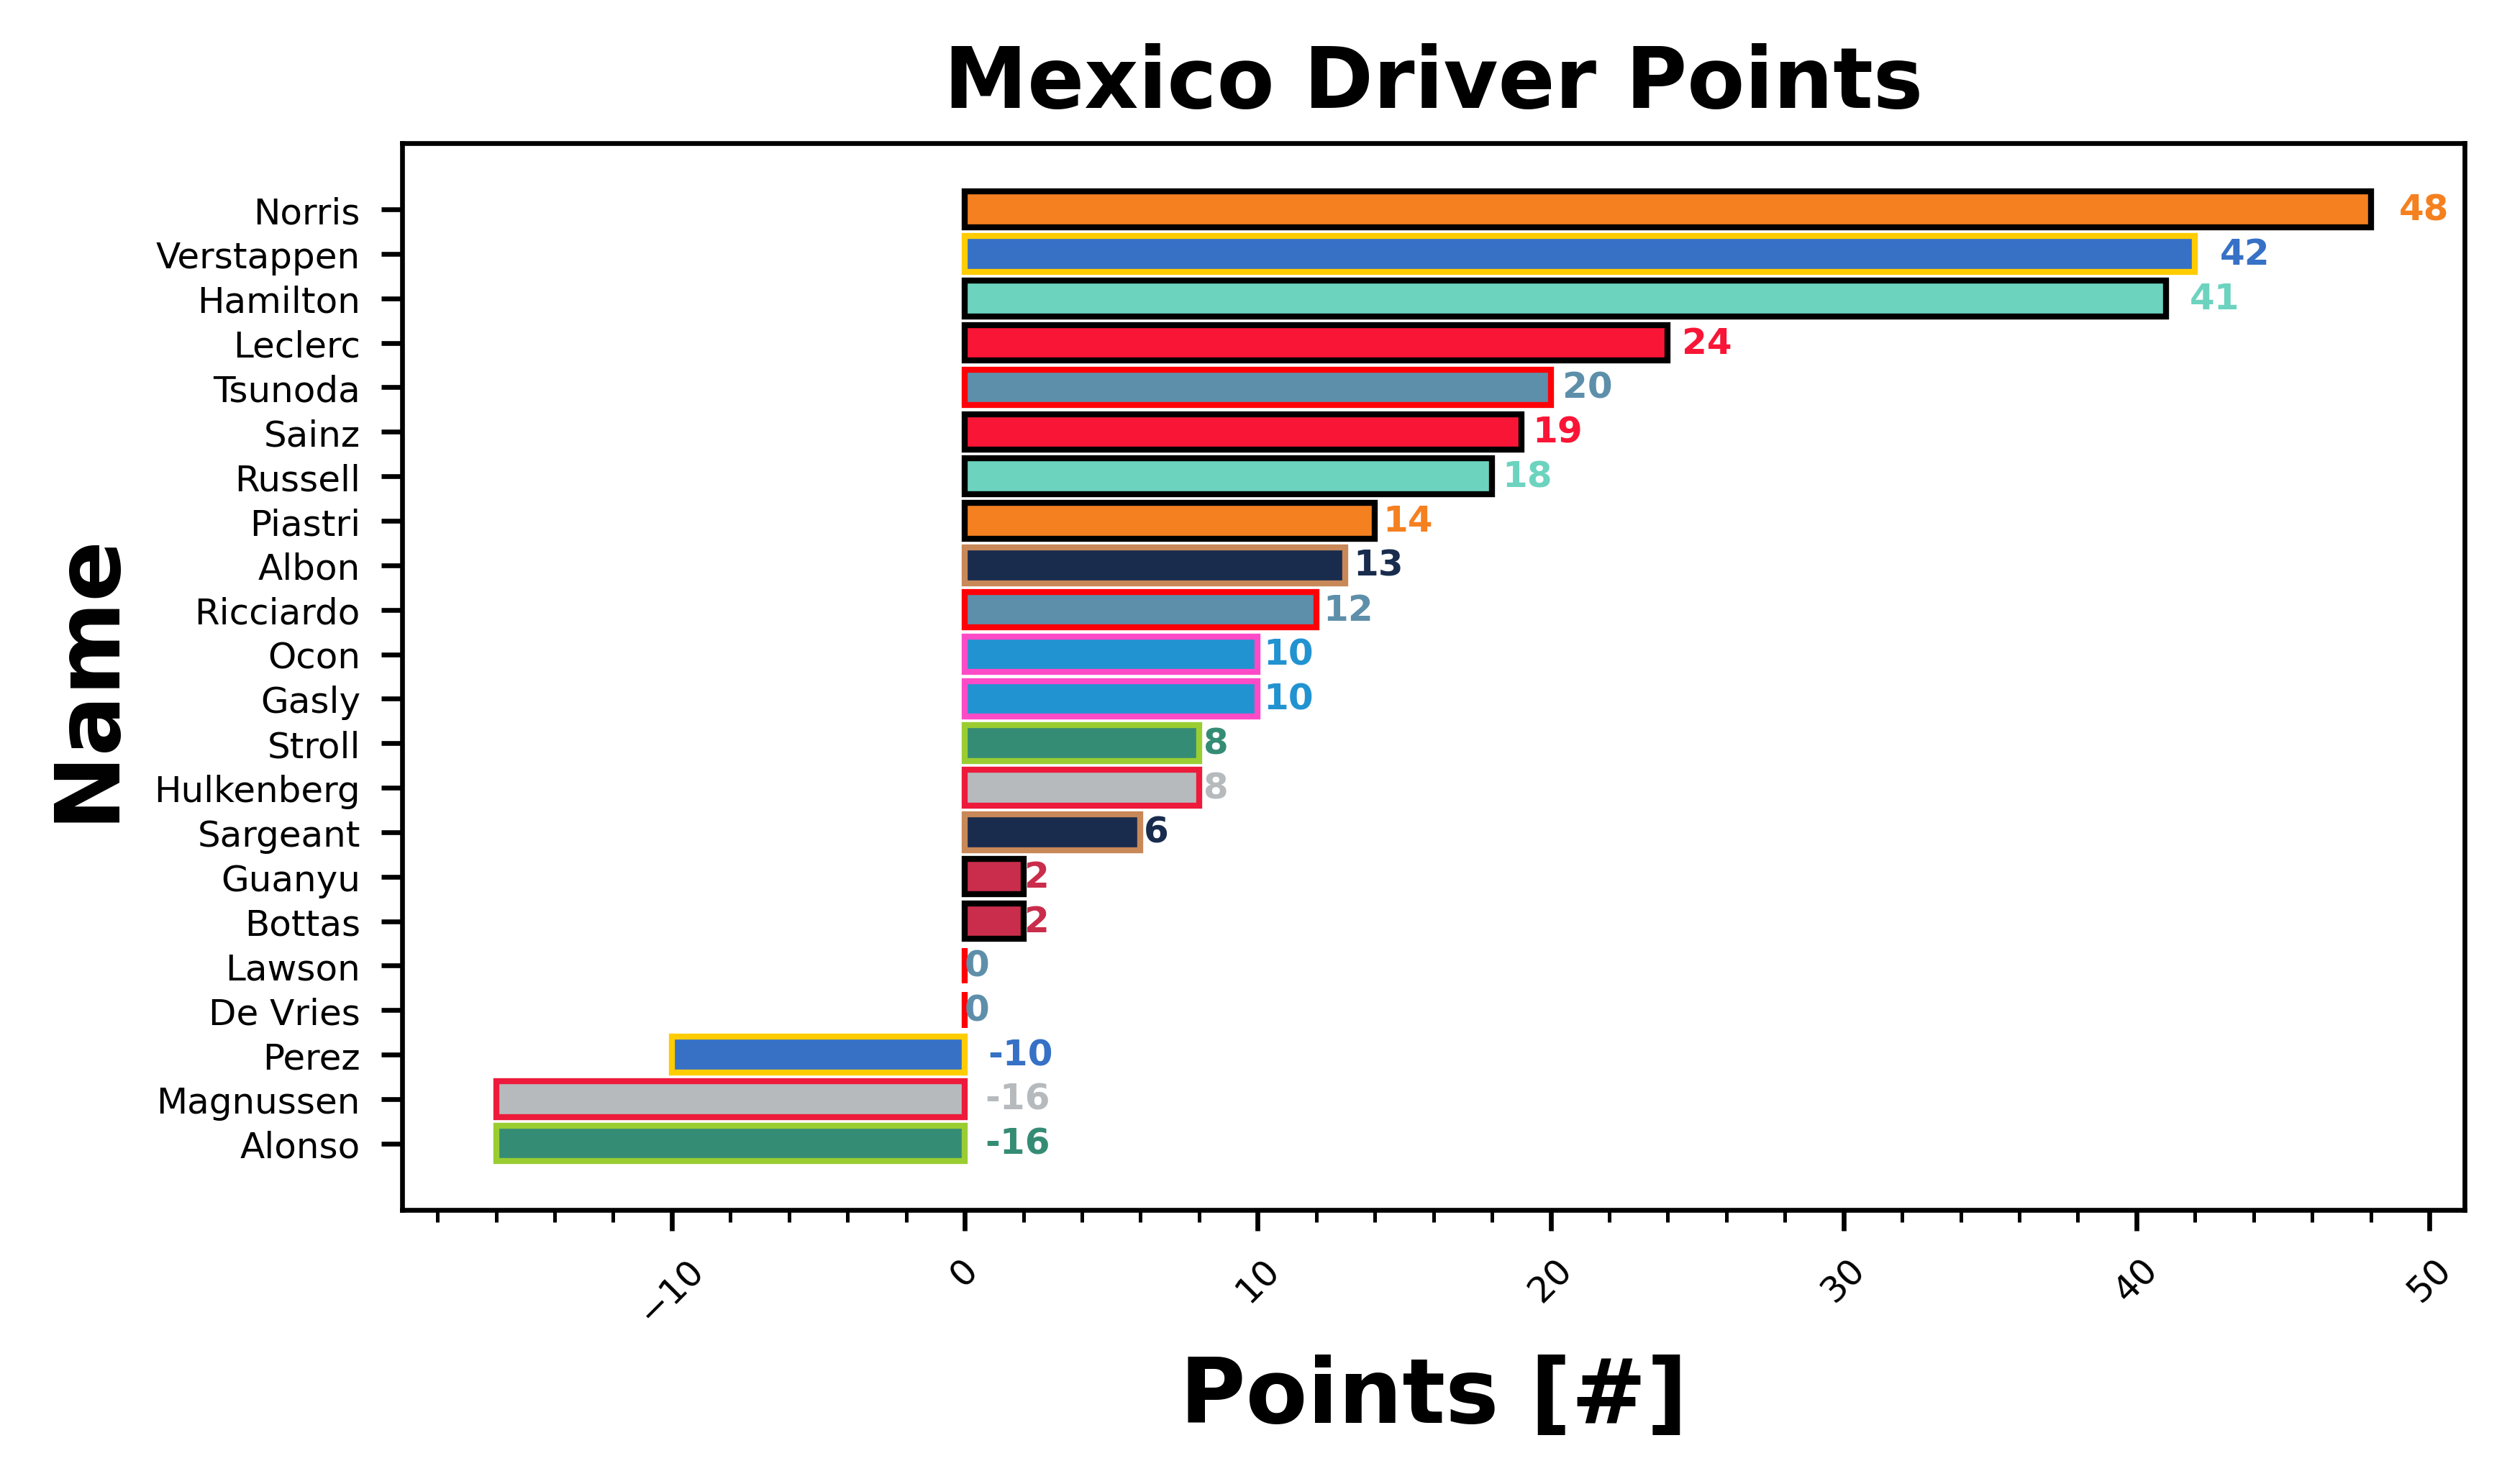 Mexico Driver Points
Name
Norris 48
Verstappen 42
Hamilton 41
Leclerc 24
Tsunoda 20
Sainz 19
Russell 18
Piastri 14
Albon 13
Ricciardo 12
Ocon 10
Gasly 10
Stroll 8
Hulkenberg 8
Sargeant 6
Guanyu 2
Bottas 2
Lawson 0
De Vries 0
Perez -10
Magnussen -16
Alonso -16
−10 0 10 20 30 40 50
Points [#]